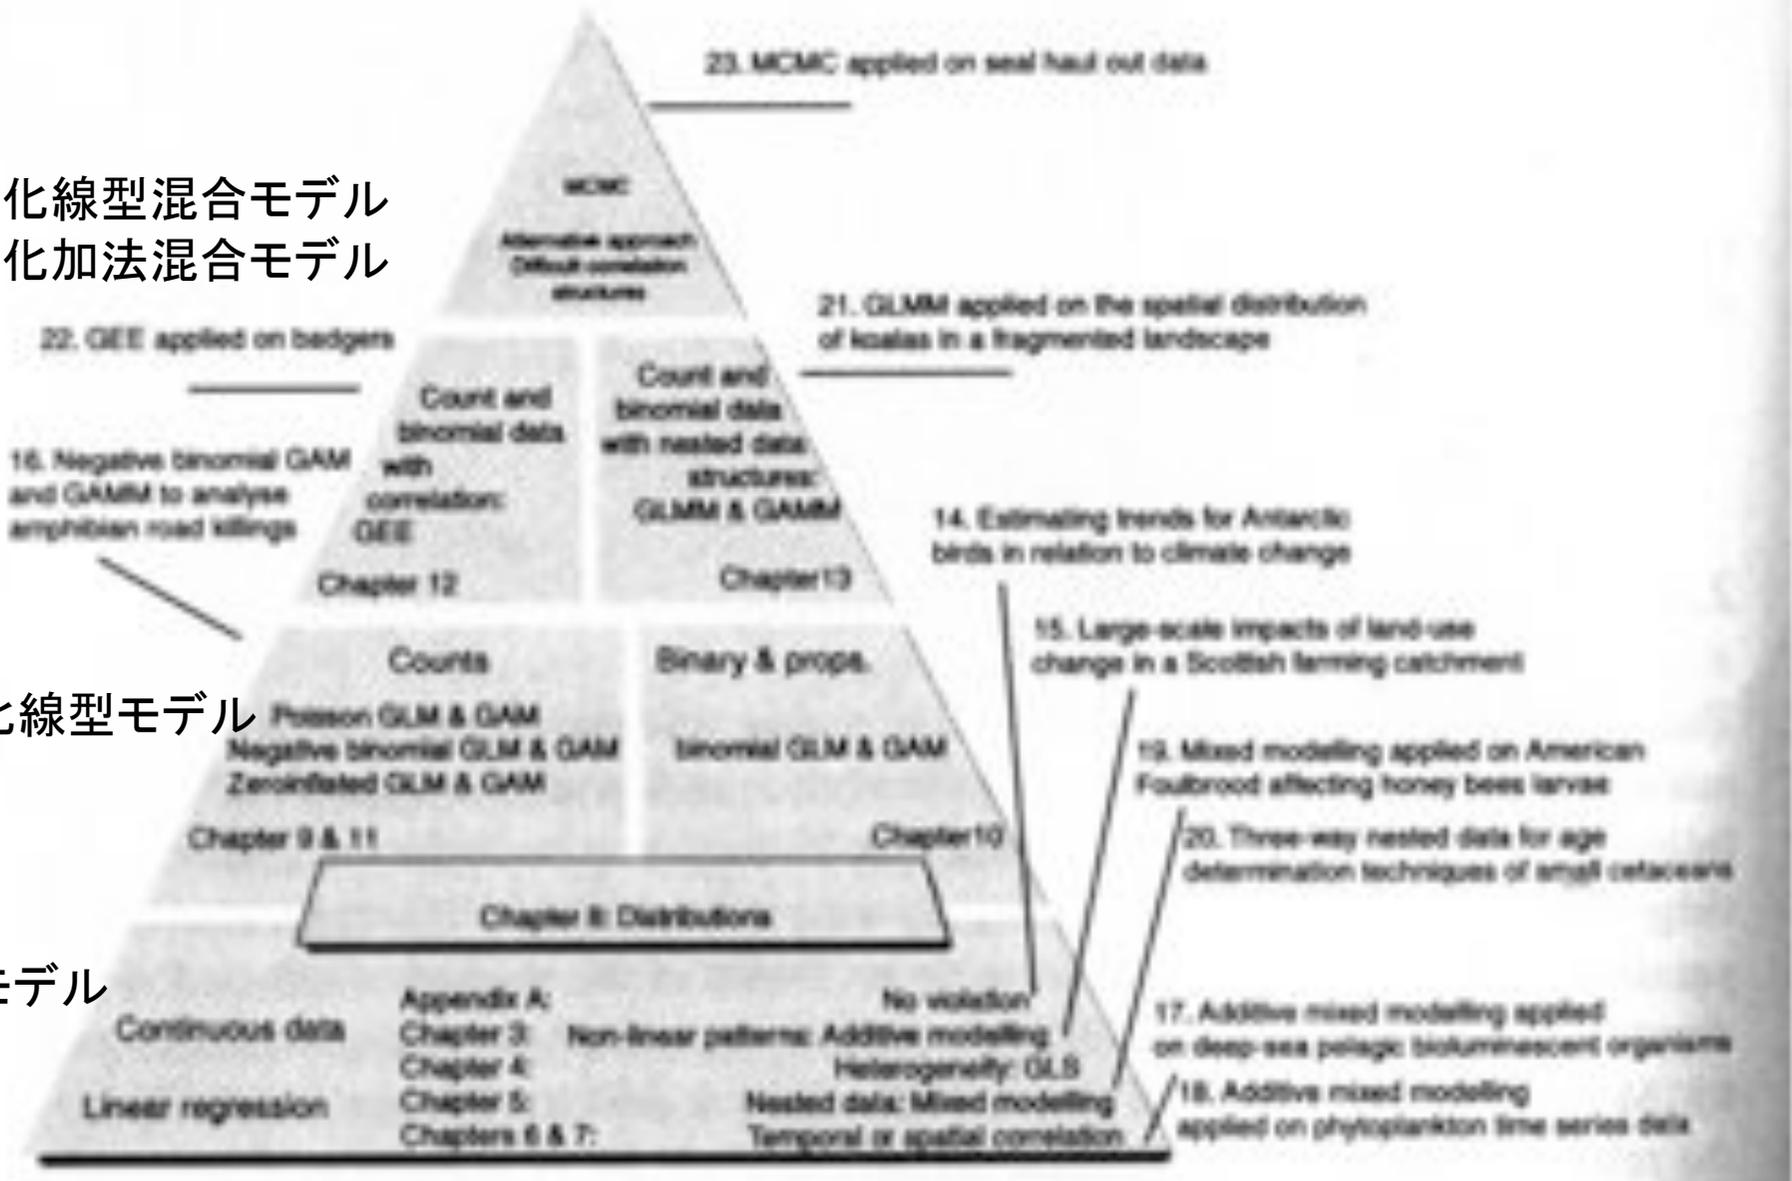 23. MCMC applied on seal haul out data
化線型混合モデル
化加法混合モデル
MCMC
Alternative approach
Difficult correlation
structures
22. GEE applied on badgers
21. GLMM applied on the spatial distribution
of koalas in a fragmented landscape
Count and
binomial data
with
correlation:
GEE
Chapter 12
Count and
binomial data
with nested data
structures:
GLMM & GAMM
Chapter13
16. Negative binomial GAM
and GAMM to analyse
amphibian road killings
14. Estimating trends for Antarctic
birds in relation to climate change
15. Large-scale impacts of land-use
change in a Scottish farming catchment
化線型モデル
Counts
Poisson GLM & GAM
Negative binomial GLM & GAM
Zeroinflated GLM & GAM
Chapter 9 & 11
Binary & props.
binomial GLM & GAM
Chapter10
19. Mixed modelling applied on American
Foulbrood affecting honey bees larvae
20. Three-way nested data for age
determination techniques of small cetaceans
Chapter 8: Distributions
モデル
Continuous data
Linear regression
Appendix A: No violation
Chapter 3: Non-linear patterns: Additive modelling
Chapter 4: Heterogeneity: GLS
Chapter 5: Nested data: Mixed modelling
Chapters 6 & 7: Temporal or spatial correlation
17. Additive mixed modelling applied
on deep-sea pelagic bioluminescent organisms
18. Additive mixed modelling
applied on phytoplankton time series data